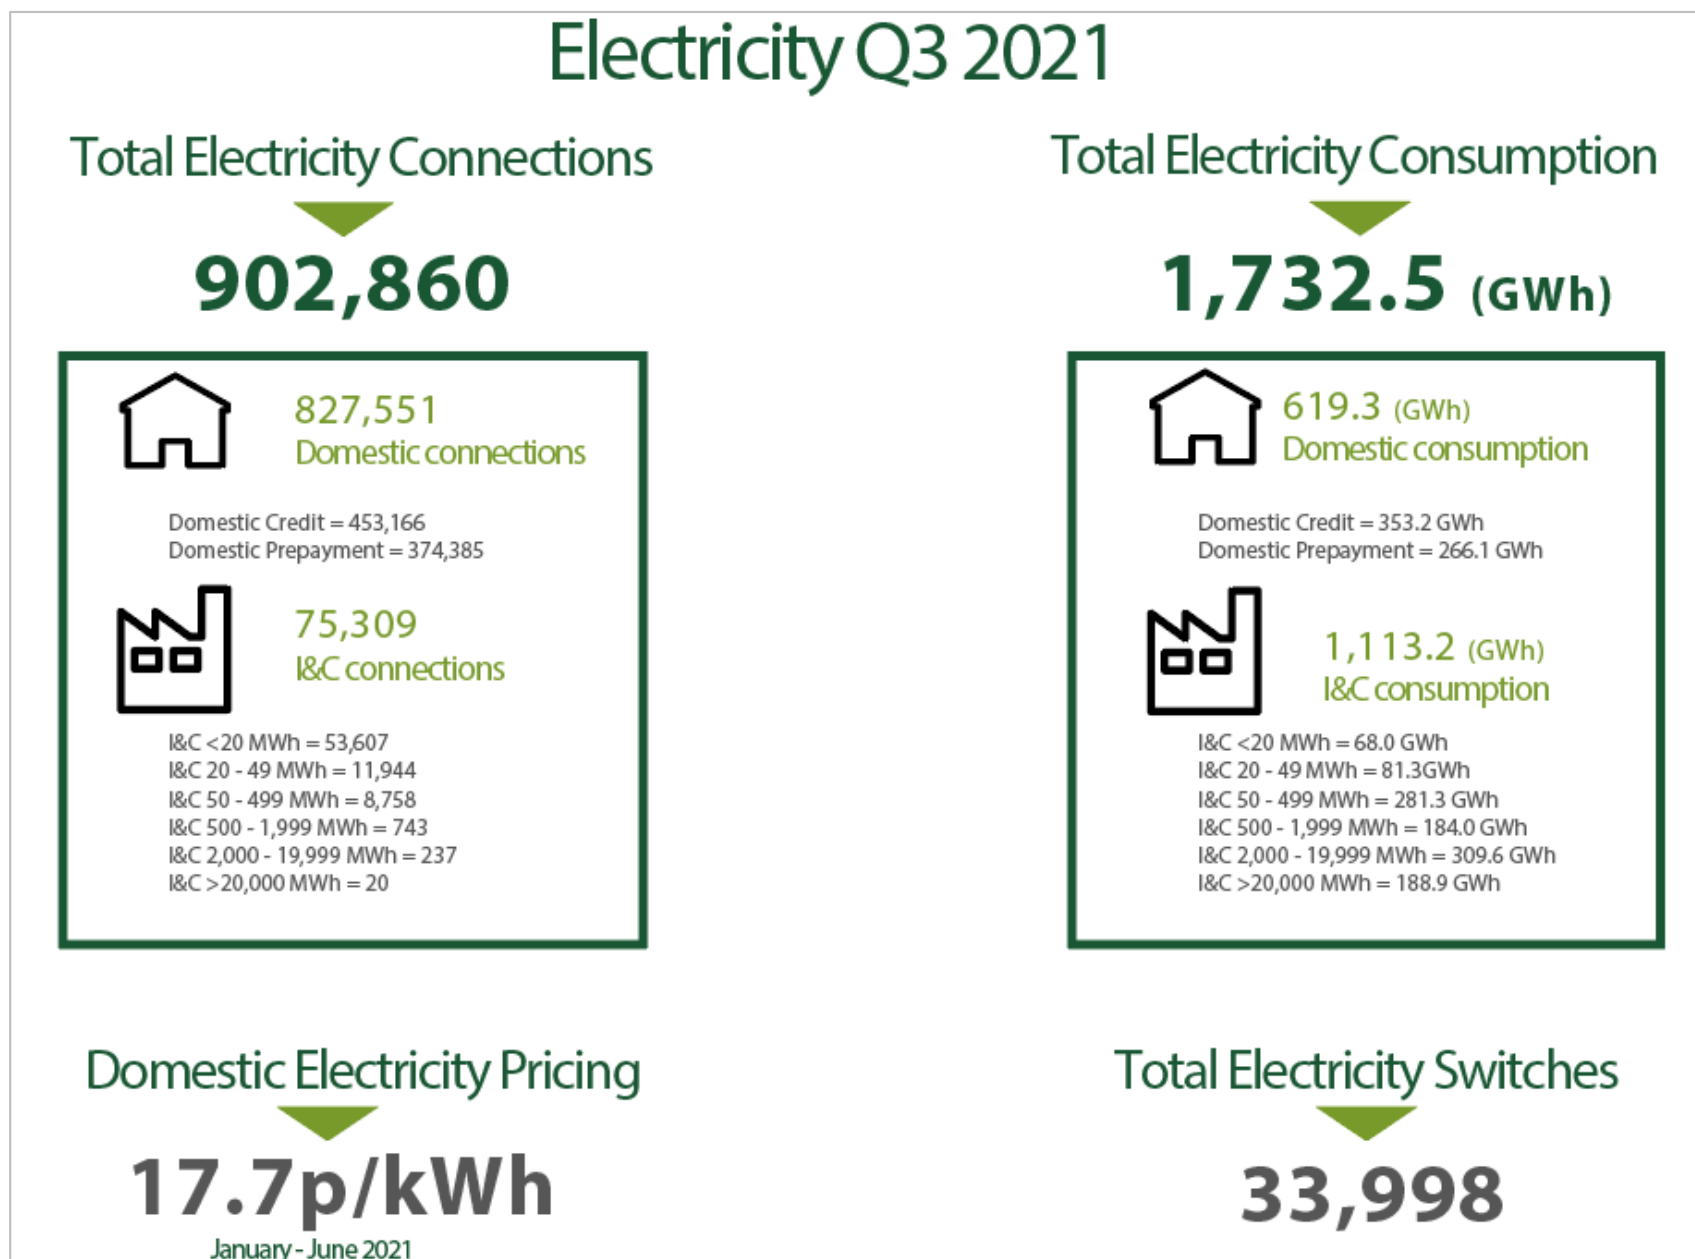 Electricity Q3 2021
Total Electricity Connections
902,860
827,551
Domestic connections
Domestic Credit = 453,166
Domestic Prepayment = 374,385
75,309
I&C connections
I&C <20 MWh = 53,607
I&C 20 - 49 MWh = 11,944
I&C 50 - 499 MWh = 8,758
I&C 500 - 1,999 MWh = 743
I&C 2,000 - 19,999 MWh = 237
I&C >20,000 MWh = 20
Total Electricity Consumption
1,732.5 (GWh)
619.3 (GWh)
Domestic consumption
Domestic Credit = 353.2 GWh
Domestic Prepayment = 266.1 GWh
1,113.2 (GWh)
I&C consumption
I&C <20 MWh = 68.0 GWh
I&C 20 - 49 MWh = 81.3GWh
I&C 50 - 499 MWh = 281.3 GWh
I&C 500 - 1,999 MWh = 184.0 GWh
I&C 2,000 - 19,999 MWh = 309.6 GWh
I&C >20,000 MWh = 188.9 GWh
Domestic Electricity Pricing
17.7p/kWh
January - June 2021
Total Electricity Switches
33,998